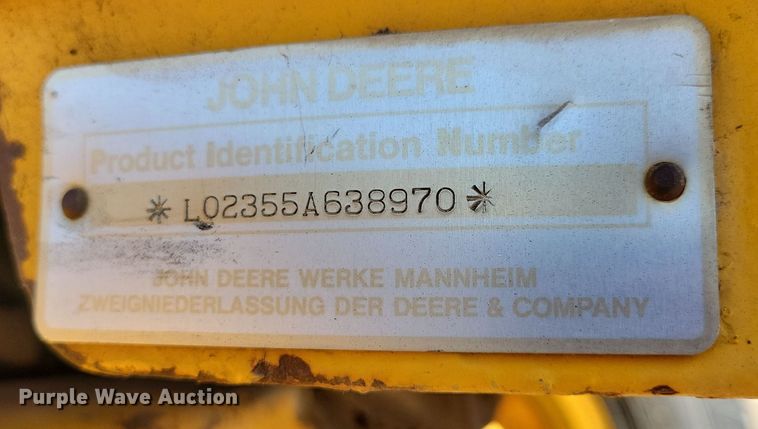 JOHN DEERE
Product Identification Number
*L02355A638970*
JOHN DEERE WERKE MANNHEIM
ZWEIGNIEDERLASSUNG DER DEERE & COMPANY
Purple Wave Auction